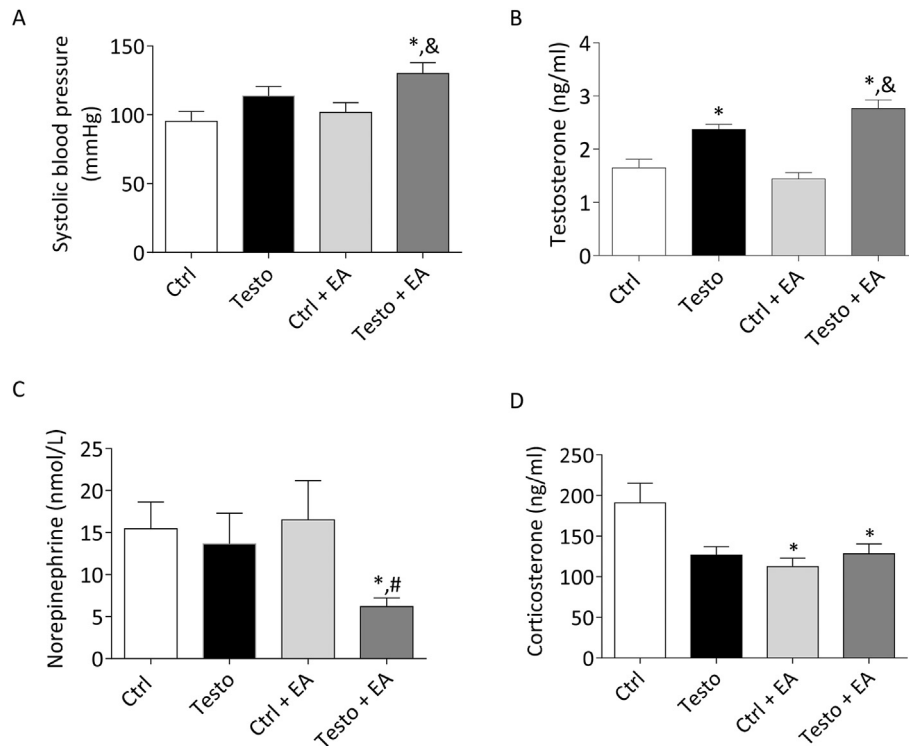 A
Systolic blood pressure
(mmHg)
150
100
50
0
*,&
Ctrl
Testo
Ctrl + EA
Testo + EA
B
Testosterone (ng/ml)
4
3
2
1
0
*
*,&
Ctrl
Testo
Ctrl + EA
Testo + EA
C
Norepinephrine (nmol/L)
25
20
15
10
5
0
*,#
Ctrl
Testo
Ctrl + EA
Testo + EA
D
Corticosterone (ng/ml)
250
200
150
100
50
0
*
*
Ctrl
Testo
Ctrl + EA
Testo + EA